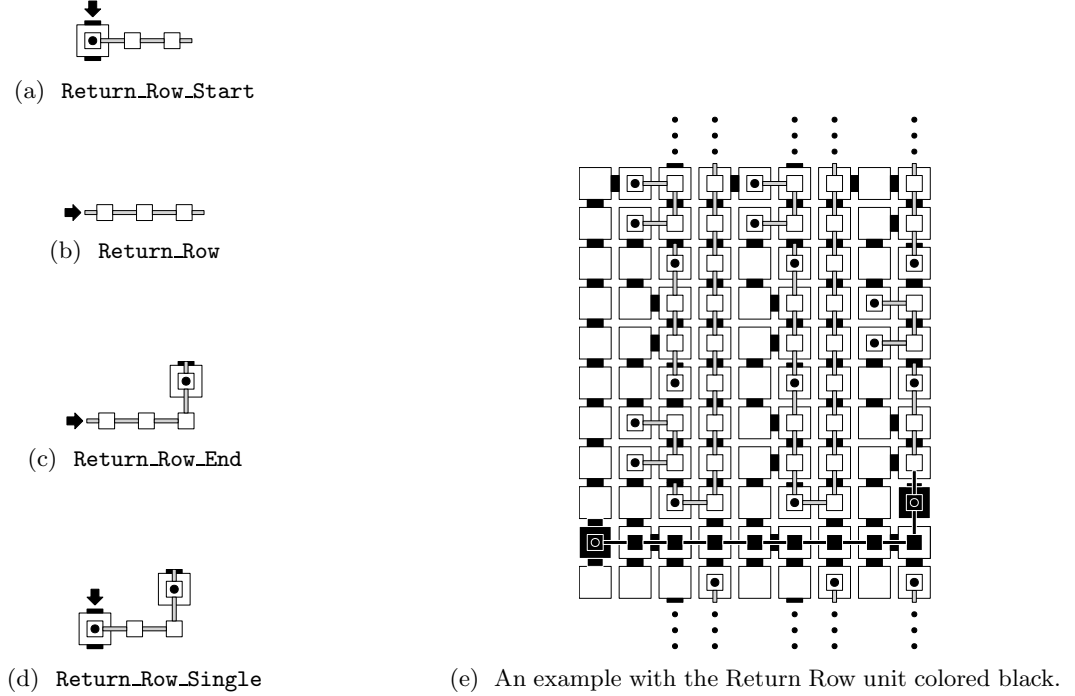 (a) Return_Row_Start
(b) Return_Row
(c) Return_Row_End
(d) Return_Row_Single
(e) An example with the Return Row unit colored black.